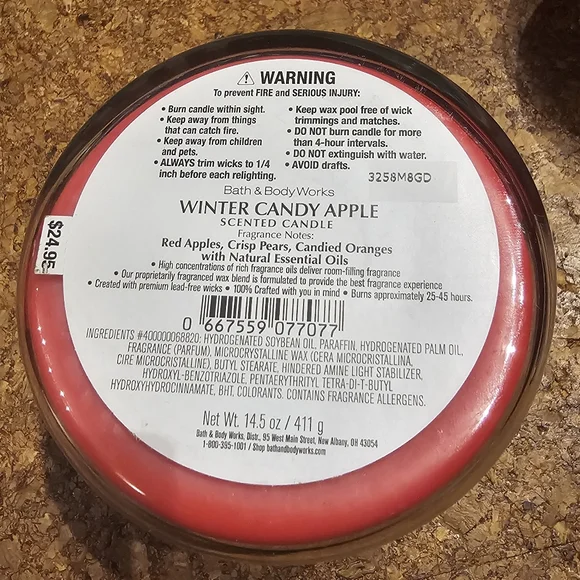 ⚠ WARNING
To prevent FIRE and SERIOUS INJURY:
• Burn candle within sight.
• Keep away from things
that can catch fire.
• Keep away from children
and pets.
• ALWAYS trim wicks to 1/4
inch before each relighting.
• Keep wax pool free of wick
trimmings and matches.
• DO NOT burn candle for more
than 4-hour intervals.
• DO NOT extinguish with water.
• AVOID drafts.
3258M8GD
Bath & Body Works
WINTER CANDY APPLE
SCENTED CANDLE
Fragrance Notes:
Red Apples, Crisp Pears, Candied Oranges
with Natural Essential Oils
• High concentrations of rich fragrance oils deliver room-filling fragrance
• Our proprietarily fragranced wax blend is formulated to provide the best fragrance experience
• Created with premium lead-free wicks • 100% Crafted with you in mind • Burns approximately 25-45 hours.
$24.95
0 667559 077077
INGREDIENTS #400000068820: HYDROGENATED SOYBEAN OIL, PARAFFIN, HYDROGENATED PALM OIL,
FRAGRANCE (PARFUM), MICROCRYSTALLINE WAX (CERA MICROCRISTALLINA,
CIRE MICROCRISTALLINE), BUTYL STEARATE, HINDERED AMINE LIGHT STABILIZER,
HYDROXYL-BENZOTRIAZOLE, PENTAERYTHRITYL TETRA-DI-T-BUTYL
HYDROXYHYDROCINNAMATE, BHT, COLORANTS. CONTAINS FRAGRANCE ALLERGENS.
Net Wt. 14.5 oz / 411 g
Bath & Body Works, Distr., 95 West Main Street, New Albany, OH 43054
1-800-395-1001 / Shop bathandbodyworks.com